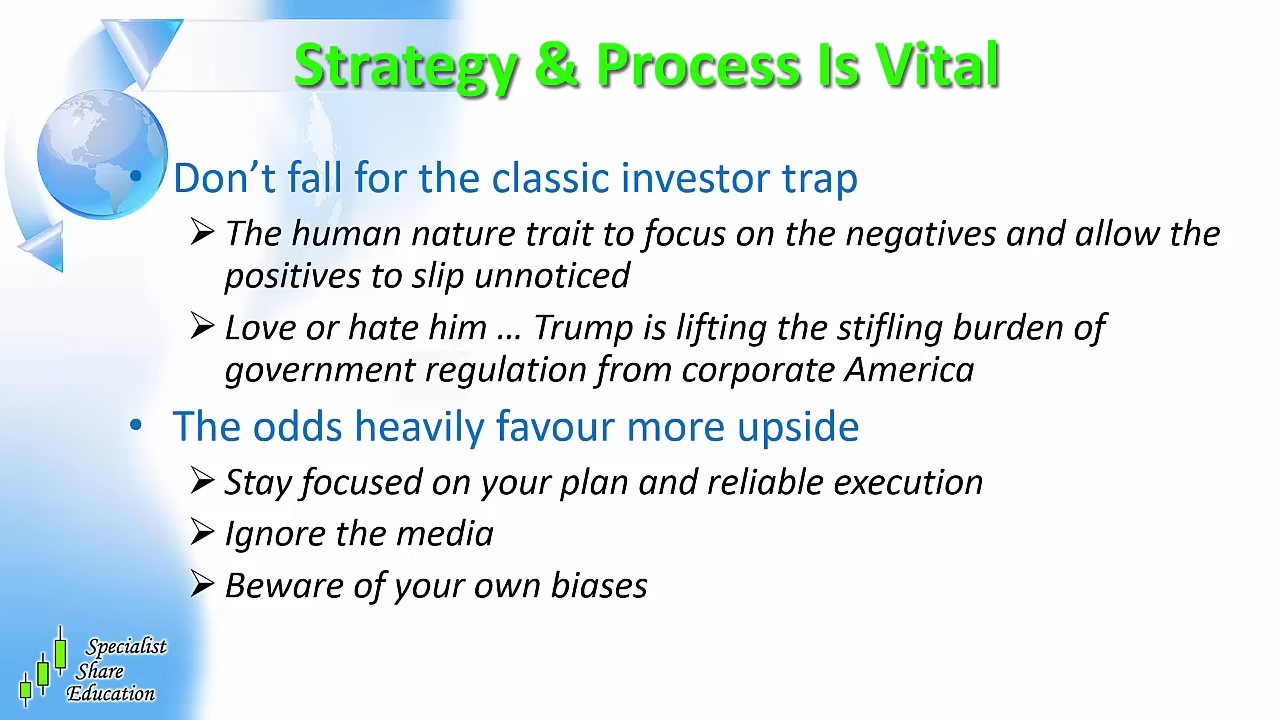 Strategy & Process Is Vital
• Don’t fall for the classic investor trap
➢ The human nature trait to focus on the negatives and allow the
positives to slip unnoticed
➢ Love or hate him … Trump is lifting the stifling burden of
government regulation from corporate America
• The odds heavily favour more upside
➢ Stay focused on your plan and reliable execution
➢ Ignore the media
➢ Beware of your own biases
Specialist
Share
Education